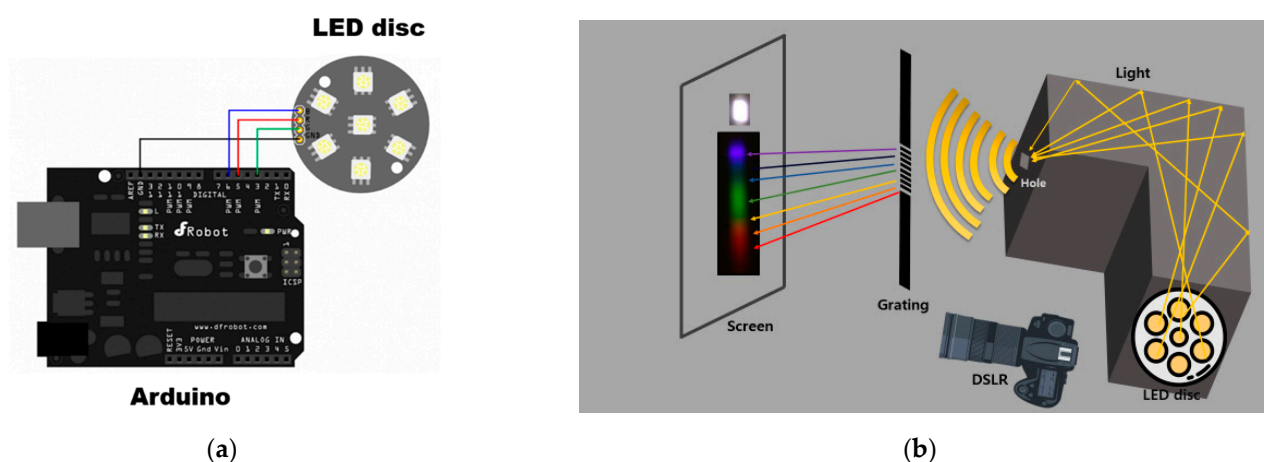 LED disc
GND
AREF
GND
13
12
11
10
9
8
7
6
5
4
3
2
1
0
DIGITAL
TX
RX
PWM
PWM
PWM
PWM
PWM
PWM
L
TX
RX
DFRobot
PWR
1
ICSP
www.dfrobot.com
RESET
3V3
5V Gnd Vin
POWER
ANALOG IN
0 1 2 3 4 5
Arduino
(a)
Light
Hole
Grating
Screen
DSLR
LED disc
(b)